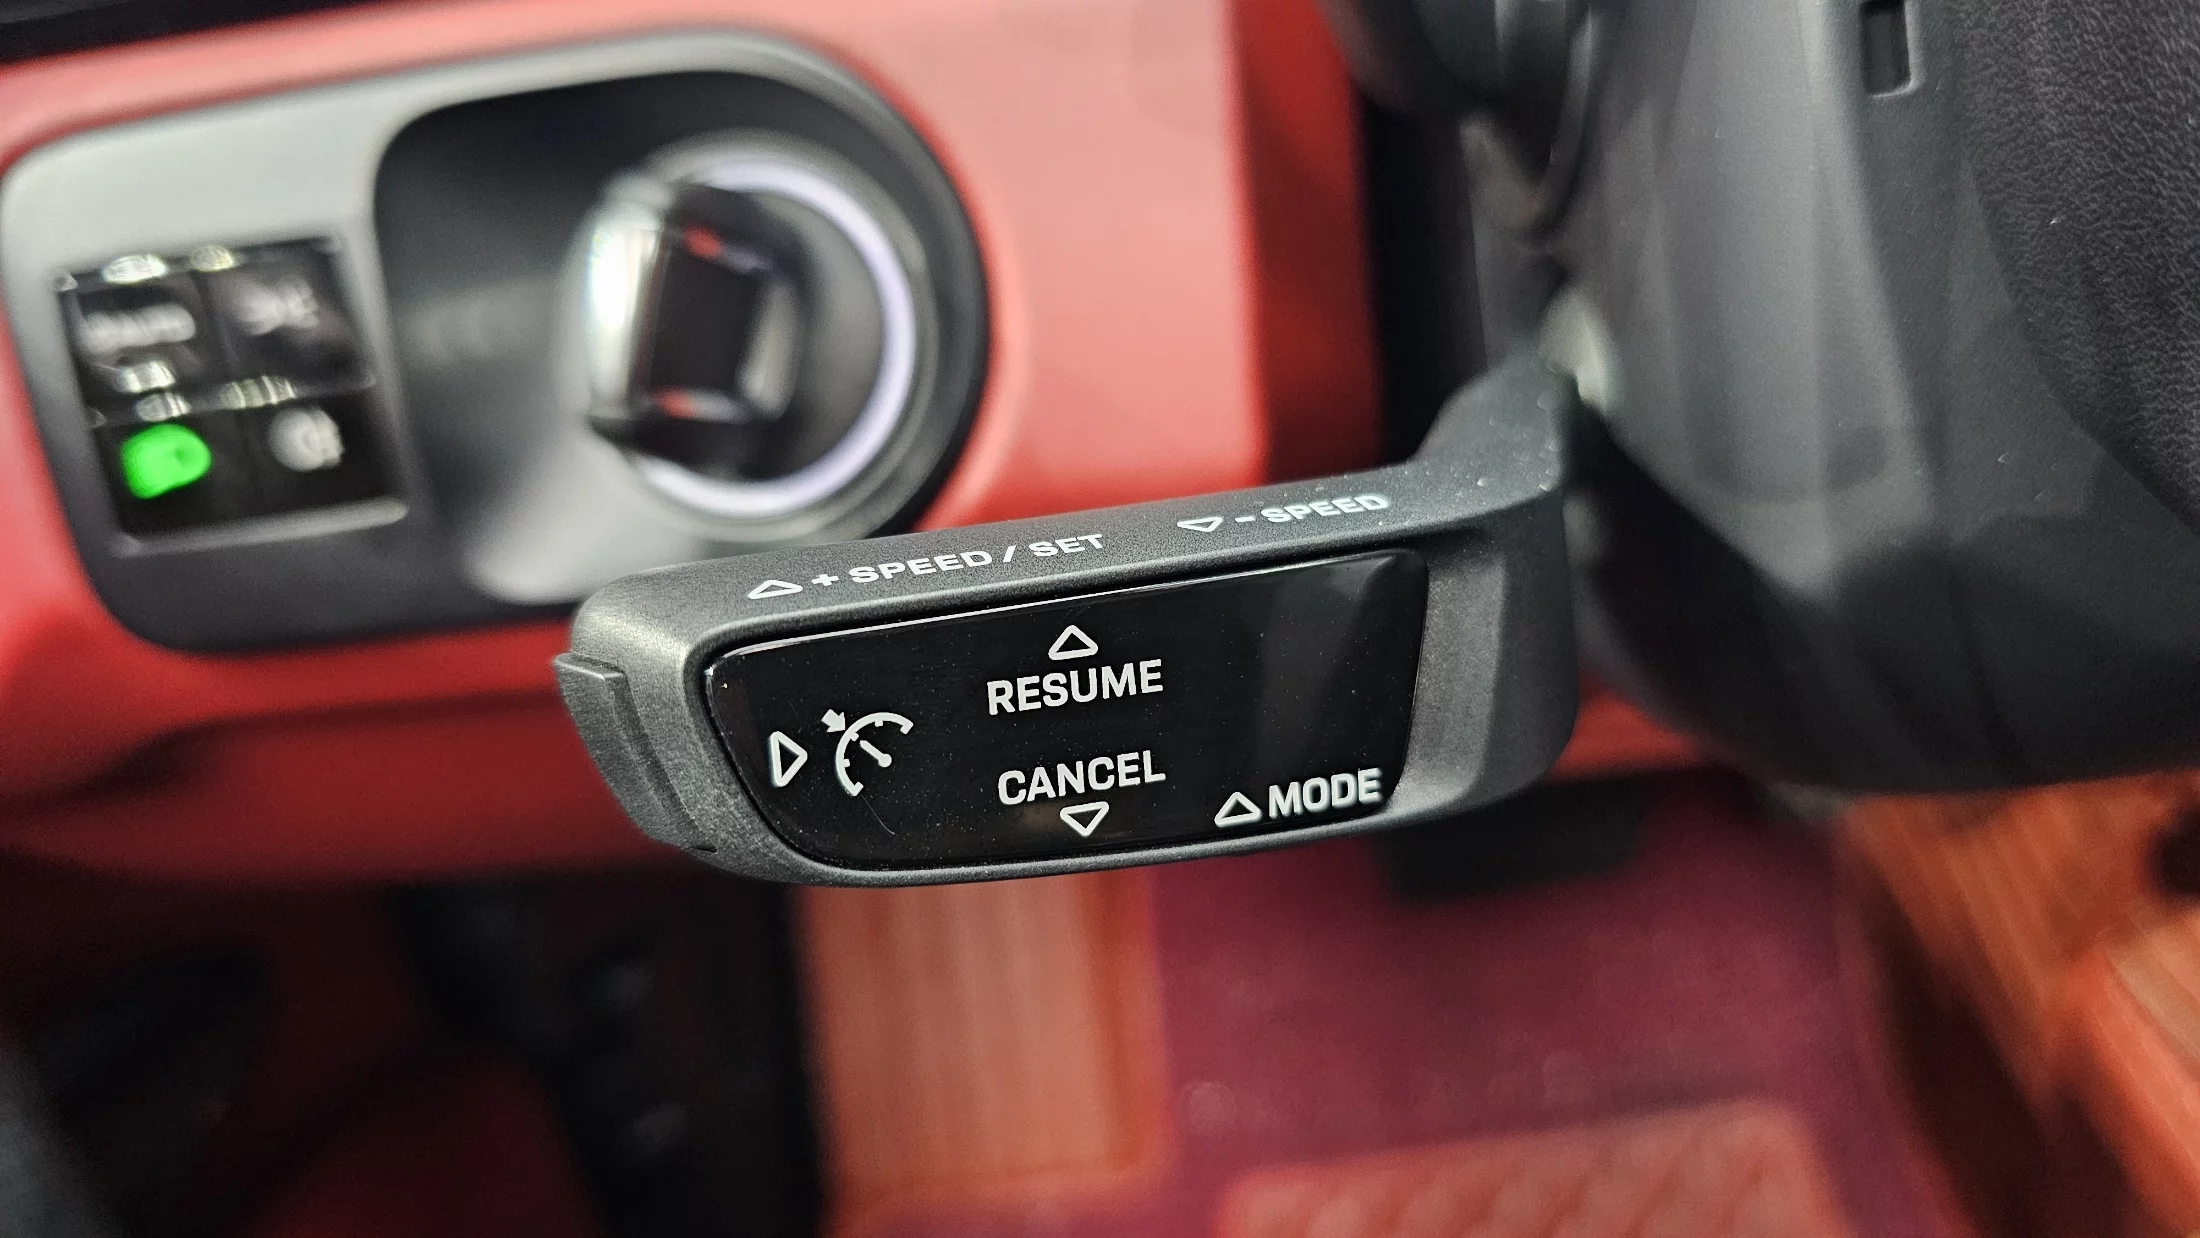 △ + SPEED / SET ▽ - SPEED
△
RESUME
CANCEL
▽
△ MODE